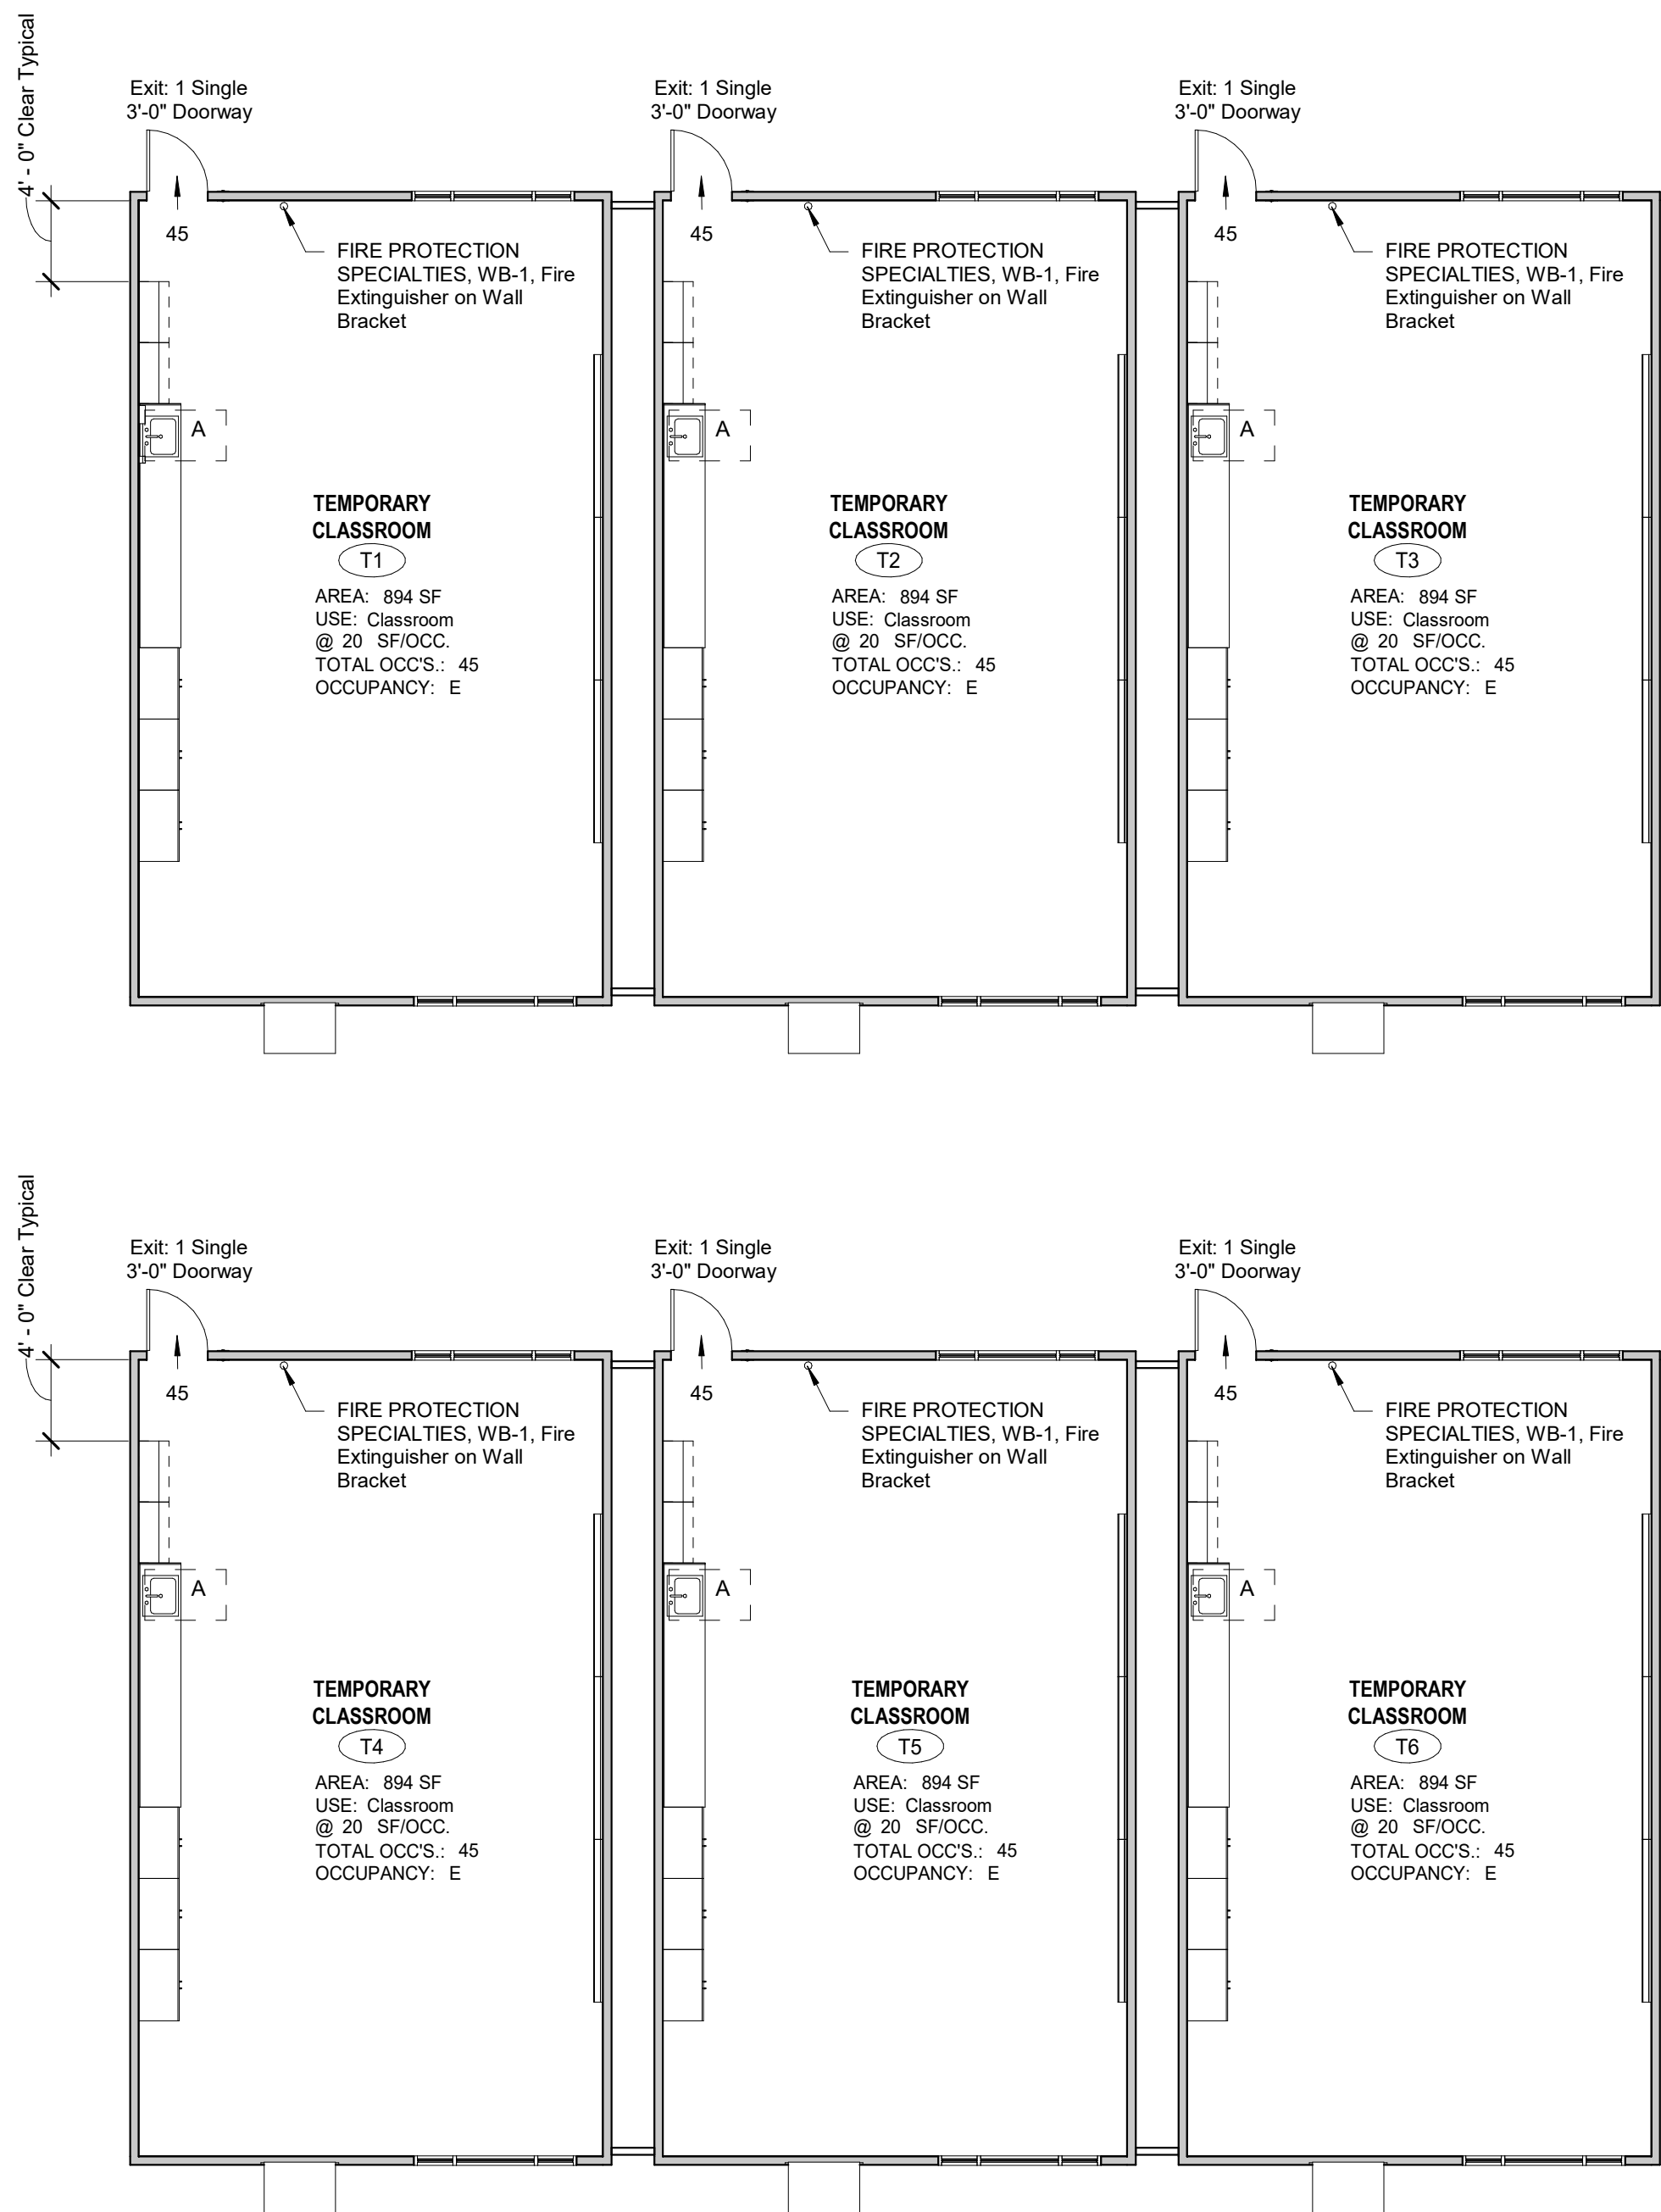 4' - 0" Clear Typical
Exit: 1 Single
3'-0" Doorway
45
FIRE PROTECTION
SPECIALTIES, WB-1, Fire
Extinguisher on Wall
Bracket
A
TEMPORARY
CLASSROOM
T1
AREA: 894 SF
USE: Classroom
@ 20 SF/OCC.
TOTAL OCC'S.: 45
OCCUPANCY: E
Exit: 1 Single
3'-0" Doorway
45
FIRE PROTECTION
SPECIALTIES, WB-1, Fire
Extinguisher on Wall
Bracket
A
TEMPORARY
CLASSROOM
T2
AREA: 894 SF
USE: Classroom
@ 20 SF/OCC.
TOTAL OCC'S.: 45
OCCUPANCY: E
Exit: 1 Single
3'-0" Doorway
45
FIRE PROTECTION
SPECIALTIES, WB-1, Fire
Extinguisher on Wall
Bracket
A
TEMPORARY
CLASSROOM
T3
AREA: 894 SF
USE: Classroom
@ 20 SF/OCC.
TOTAL OCC'S.: 45
OCCUPANCY: E
4' - 0" Clear Typical
Exit: 1 Single
3'-0" Doorway
45
FIRE PROTECTION
SPECIALTIES, WB-1, Fire
Extinguisher on Wall
Bracket
A
TEMPORARY
CLASSROOM
T4
AREA: 894 SF
USE: Classroom
@ 20 SF/OCC.
TOTAL OCC'S.: 45
OCCUPANCY: E
Exit: 1 Single
3'-0" Doorway
45
FIRE PROTECTION
SPECIALTIES, WB-1, Fire
Extinguisher on Wall
Bracket
A
TEMPORARY
CLASSROOM
T5
AREA: 894 SF
USE: Classroom
@ 20 SF/OCC.
TOTAL OCC'S.: 45
OCCUPANCY: E
Exit: 1 Single
3'-0" Doorway
45
FIRE PROTECTION
SPECIALTIES, WB-1, Fire
Extinguisher on Wall
Bracket
A
TEMPORARY
CLASSROOM
T6
AREA: 894 SF
USE: Classroom
@ 20 SF/OCC.
TOTAL OCC'S.: 45
OCCUPANCY: E